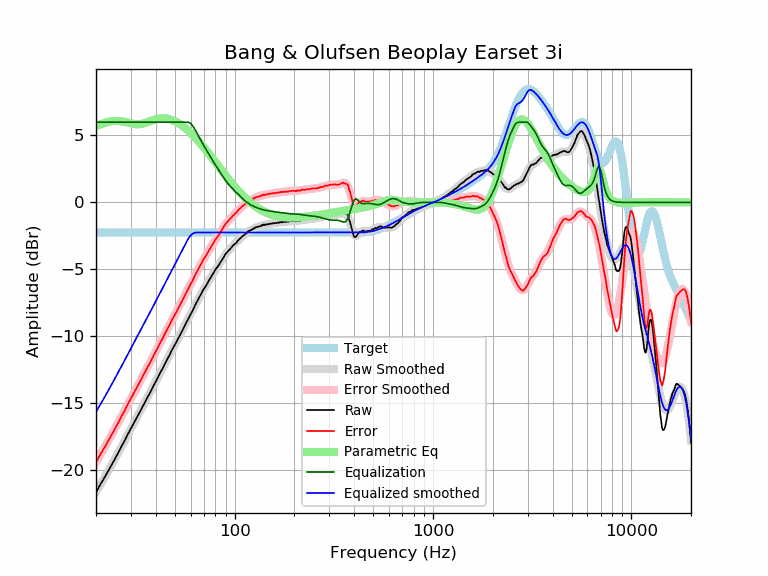 Bang & Olufsen Beoplay Earset 3i
Amplitude (dBr)
5
0
−5
−10
−15
−20
Target
Raw Smoothed
Error Smoothed
Raw
Error
Parametric Eq
Equalization
Equalized smoothed
100
1000
10000
Frequency (Hz)